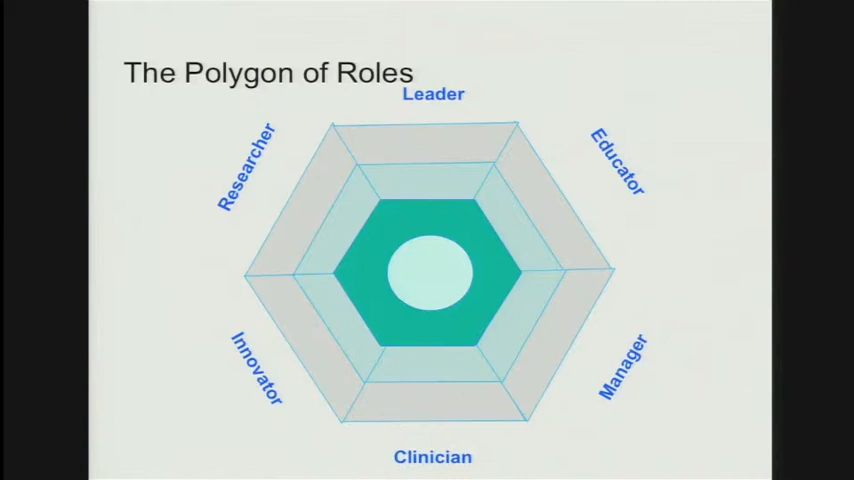 The Polygon of Roles
Leader
Researcher
Educator
Innovator
Manager
Clinician